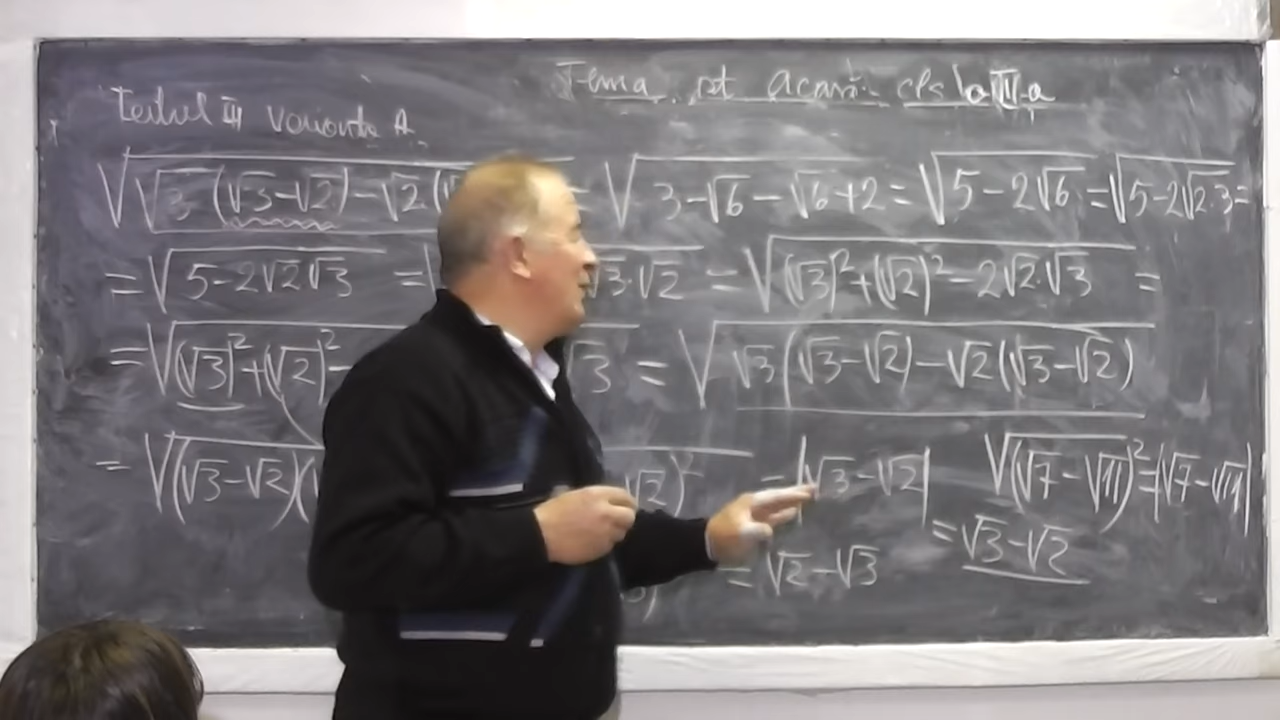 Tema pt acasă cls a VII-a
Testul III varianta A
√(√3(√3-√2)-√2( = √(3-√6-√6+2) = √(5-2√6) = √(5-2√2·3) =
= √(5-2√2√3) = √3·√2 = √((√3)²+(√2)²-2√2·√3) =
= √((√3)²+(√2)²- √3 = √(√3(√3-√2)-√2(√3-√2))
= √((√3-√2)( √2)² = |√3-√2| √((√7-√11)²) = |√7-√11|
= √3-√2
= √2-√3